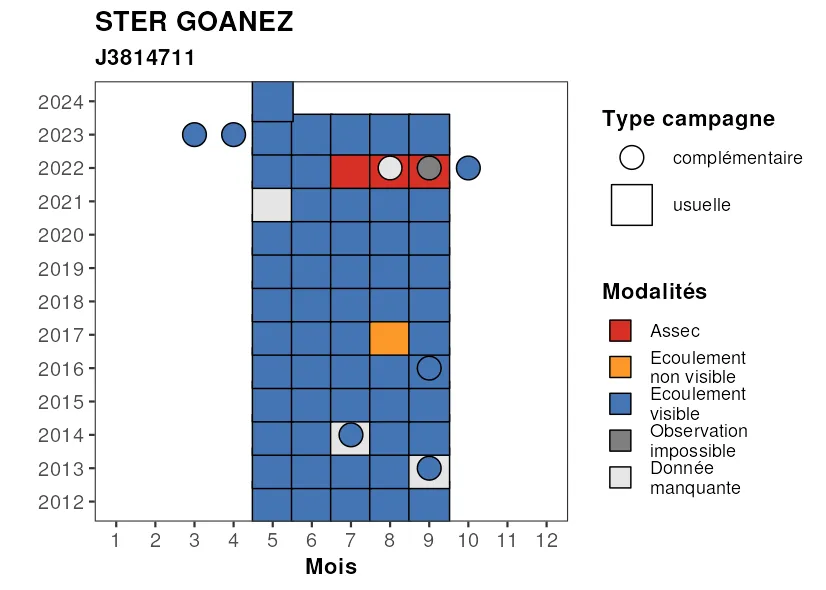 STER GOANEZ
J3814711
2024
2023
2022
2021
2020
2019
2018
2017
2016
2015
2014
2013
2012
1 2 3 4 5 6 7 8 9 10 11 12
Mois
Type campagne
complémentaire
usuelle
Modalités
Assec
Ecoulement
non visible
Ecoulement
visible
Observation
impossible
Donnée
manquante